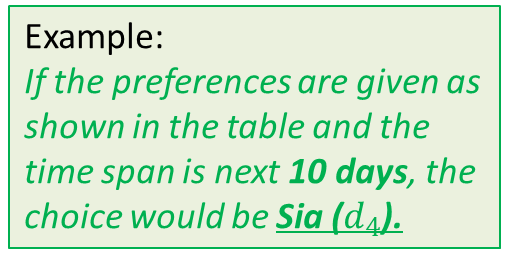 Example:
If the preferences are given as
shown in the table and the
time span is next 10 days, the
choice would be Sia (d₄).